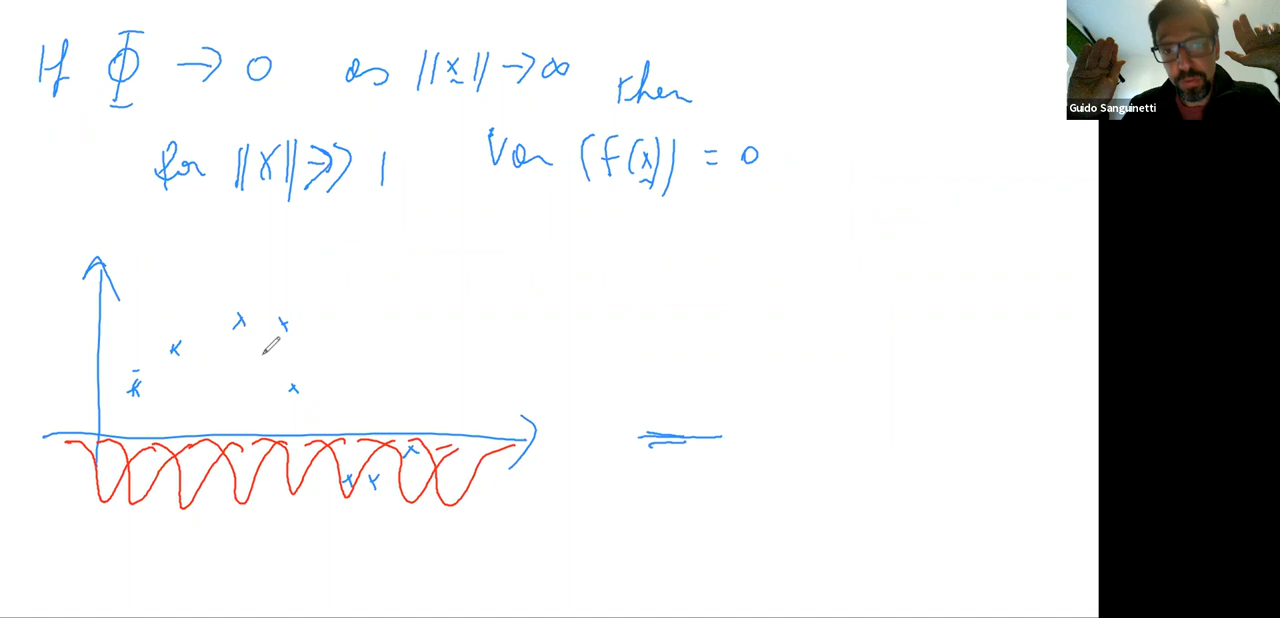 If Φ → 0 as ||x|| → ∞ then
for ||x|| >> 1 Var (f(x)) = 0
Guido Sanguinetti